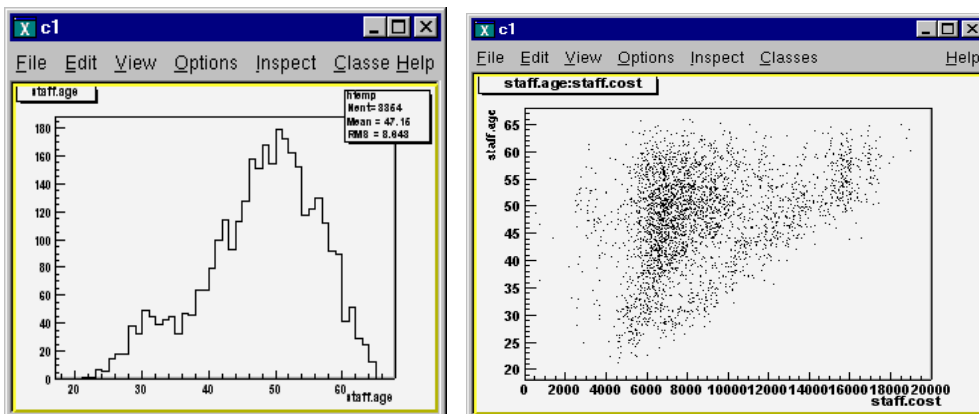 c1
File Edit View Options Inspect Classe Help
staff.age
htemp
Nent= 3354
Mean = 47.15
RMS = 8.643
180
160
140
120
100
80
60
40
20
0
20 30 40 50 60
staff.age
c1
File Edit View Options Inspect Classes Help
staff.age:staff.cost
staff.age
65
60
55
50
45
40
35
30
25
20
0 2000 4000 6000 8000 10000 12000 14000 16000 18000 20000
staff.cost